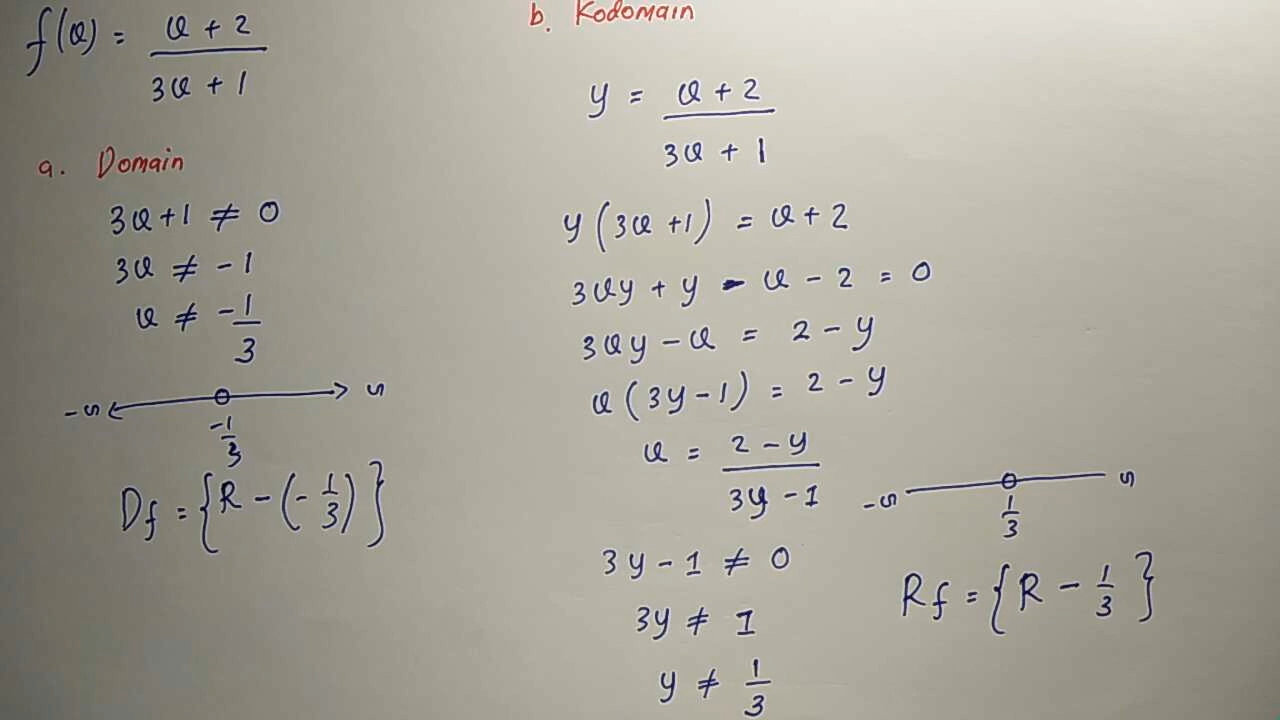 f(x) = x + 2 / 3x + 1
a. Domain
3x + 1 ≠ 0
3x ≠ -1
x ≠ -1/3
-∽ ∽
-1/3
Df = {R - (-1/3)}
b. Kodomain
y = x + 2 / 3x + 1
y (3x + 1) = x + 2
3xy + y - x - 2 = 0
3xy - x = 2 - y
x (3y - 1) = 2 - y
x = 2 - y / 3y - 1
3y - 1 ≠ 0
3y ≠ 1
y ≠ 1/3
-∽ ∽
1/3
Rf = {R - 1/3}